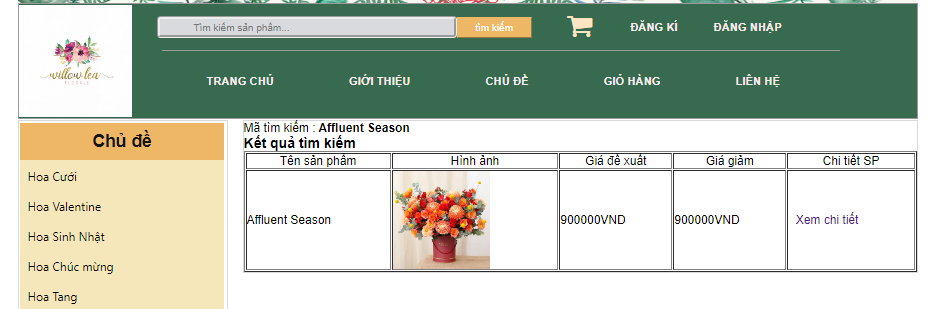 willow lea
FLORALS
Tìm kiếm sản phẩm...
tìm kiếm
ĐĂNG KÍ
ĐĂNG NHẬP
TRANG CHỦ
GIỚI THIỆU
CHỦ ĐỀ
GIỎ HÀNG
LIÊN HỆ
Chủ đề
Hoa Cưới
Hoa Valentine
Hoa Sinh Nhật
Hoa Chúc mừng
Hoa Tang
Mã tìm kiếm : Affluent Season
Kết quả tìm kiếm
Tên sản phẩm Hình ảnh Giá đề xuất Giá giảm Chi tiết SP
Affluent Season 900000VND 900000VND Xem chi tiết